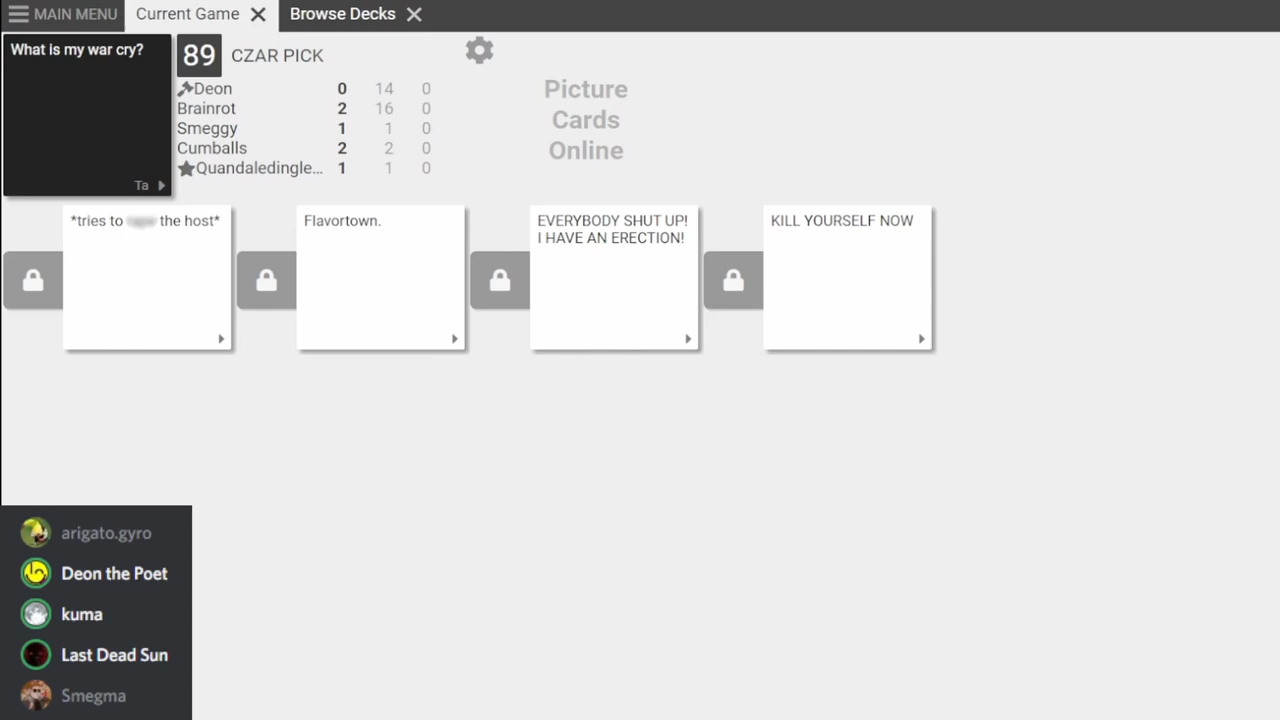 MAIN MENU
Current Game
Browse Decks
What is my war cry?
Ta
89 CZAR PICK
Deon 0 14 0
Brainrot 2 16 0
Smeggy 1 1 0
Cumballs 2 2 0
Quandaledingle... 1 1 0
Picture
Cards
Online
*tries to the host*
Flavortown.
EVERYBODY SHUT UP!
I HAVE AN ERECTION!
KILL YOURSELF NOW
arigato.gyro
Deon the Poet
kuma
Last Dead Sun
Smegma